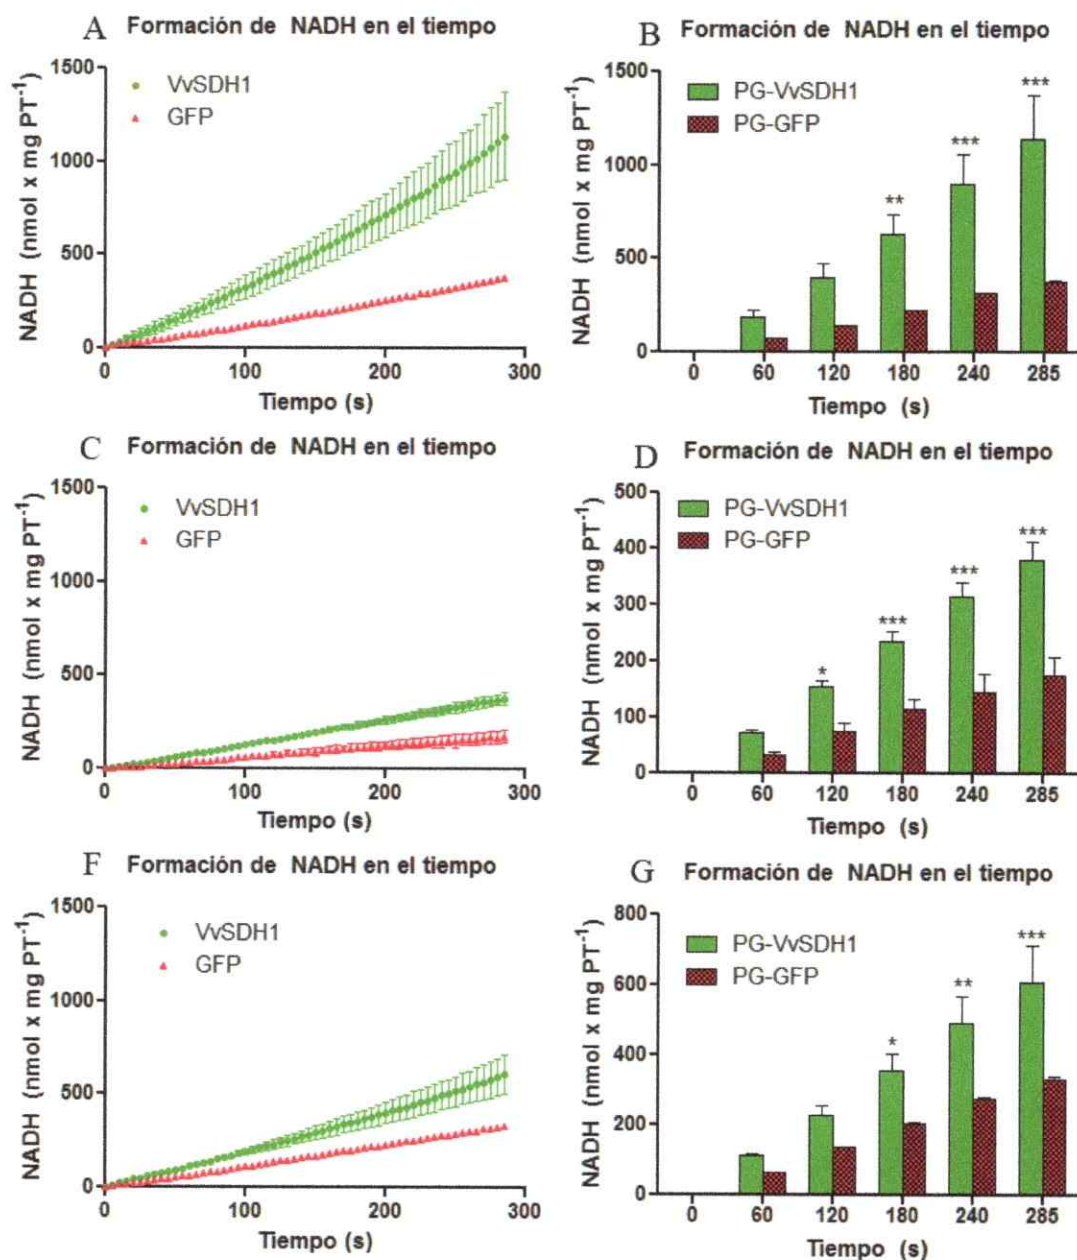 A Formación de NADH en el tiempo
1500
1000
500
0
NADH (nmol x mg PT⁻¹)
VvSDH1
GFP
0 100 200 300
Tiempo (s)
B Formación de NADH en el tiempo
1500
1000
500
0
NADH (nmol x mg PT⁻¹)
PG-VvSDH1
PG-GFP
**
***
***
0 60 120 180 240 285
Tiempo (s)
C Formación de NADH en el tiempo
1500
1000
500
0
NADH (nmol x mg PT⁻¹)
VvSDH1
GFP
0 100 200 300
Tiempo (s)
D Formación de NADH en el tiempo
500
400
300
200
100
0
NADH (nmol x mg PT⁻¹)
PG-VvSDH1
PG-GFP
*
***
***
***
0 60 120 180 240 285
Tiempo (s)
F Formación de NADH en el tiempo
1500
1000
500
0
NADH (nmol x mg PT⁻¹)
VvSDH1
GFP
0 100 200 300
Tiempo (s)
G Formación de NADH en el tiempo
800
600
400
200
0
NADH (nmol x mg PT⁻¹)
PG-VvSDH1
PG-GFP
*
**
***
0 60 120 180 240 285
Tiempo (s)